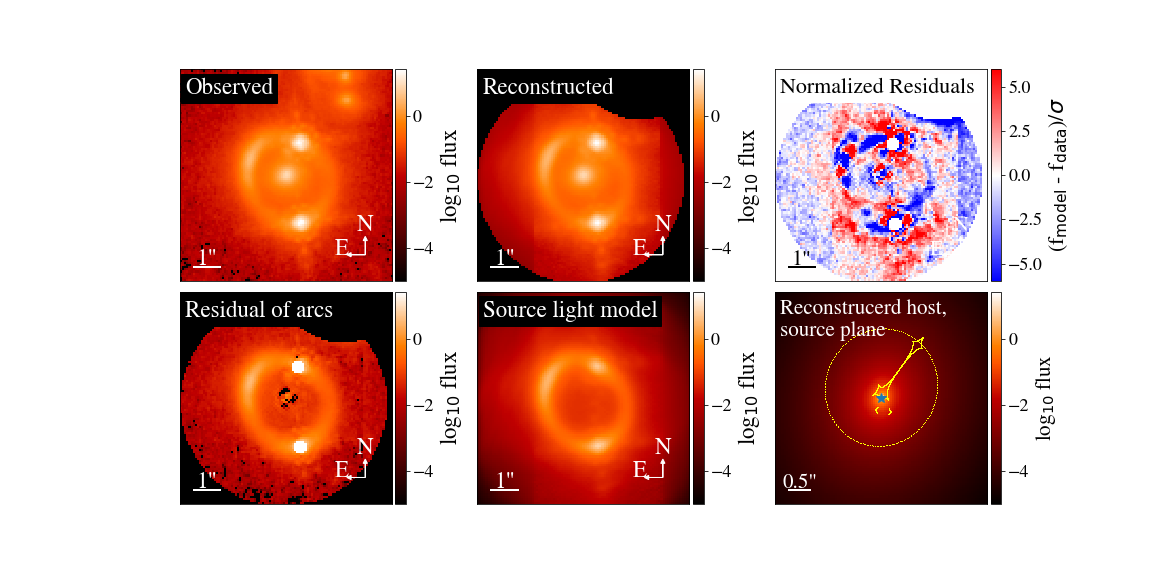 Observed
N
E
1"
0
−2
−4
log10 flux
Reconstructed
N
E
1"
0
−2
−4
log10 flux
Normalized Residuals
1"
5.0
2.5
0.0
−2.5
−5.0
(fmodel - fdata)/σ
Residual of arcs
N
E
1"
0
−2
−4
log10 flux
Source light model
N
E
1"
0
−2
−4
log10 flux
Reconstrucerd host,
source plane
0.5"
0
−2
−4
log10 flux